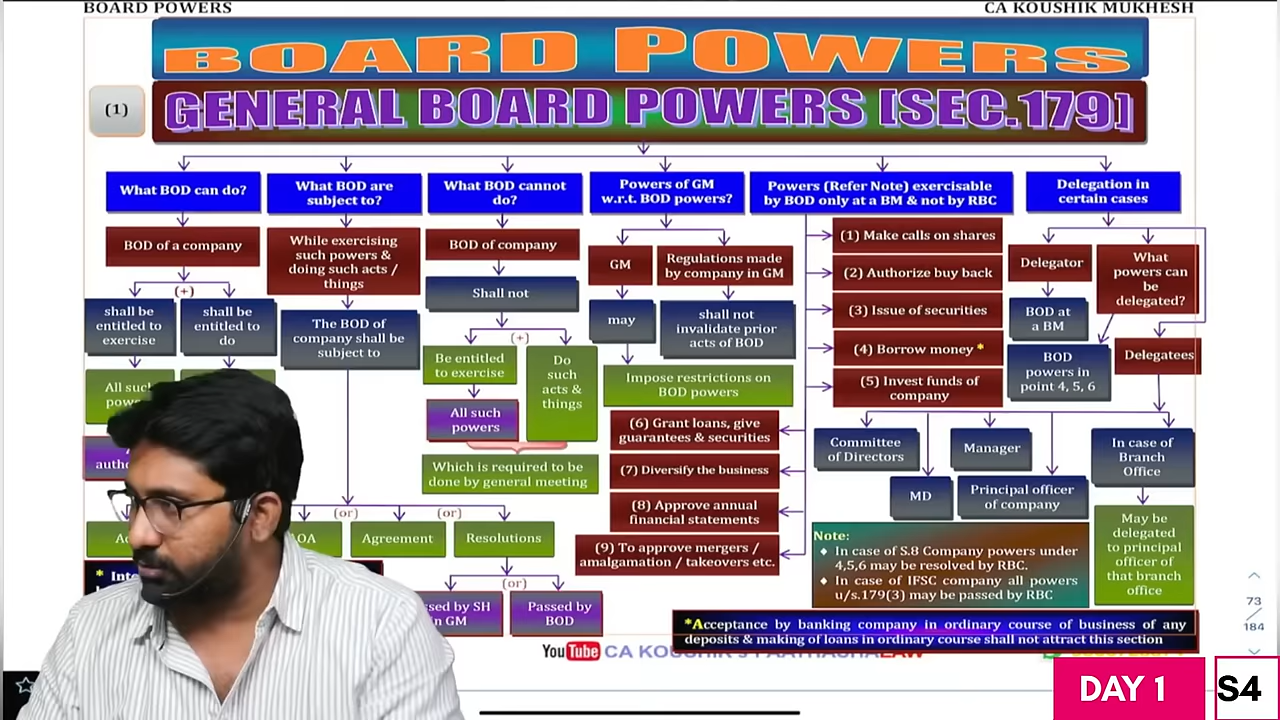 BOARD POWERS
CA KOUSHIK MUKHESH
BOARD POWERS
(1)
GENERAL BOARD POWERS [SEC.179]
What BOD can do?
BOD of a company
(+)
shall be
entitled to
exercise
shall be
entitled to
do
All such
What BOD are
subject to?
While exercising
such powers &
doing such acts /
things
The BOD of
company shall be
subject to
(or)
(or)
Agreement
Resolutions
(or)
in GM
Passed by
BOD
What BOD cannot
do?
BOD of company
Shall not
(+)
Be entitled
to exercise
All such
powers
Do
such
acts &
things
Which is required to be
done by general meeting
Powers of GM
w.r.t. BOD powers?
GM
may
Impose restrictions on
BOD powers
Regulations made
by company in GM
shall not
invalidate prior
acts of BOD
Powers (Refer Note) exercisable
by BOD only at a BM & not by RBC
(1) Make calls on shares
(2) Authorize buy back
(3) Issue of securities
(4) Borrow money *
(5) Invest funds of
company
(6) Grant loans, give
guarantees & securities
(7) Diversify the business
(8) Approve annual
financial statements
(9) To approve mergers /
amalgamation / takeovers etc.
Delegation in
certain cases
Delegator
BOD at
a BM
What
powers can
be
delegated?
BOD
powers in
point 4, 5, 6
Delegatees
Committee
of Directors
MD
Manager
Principal officer
of company
In case of
Branch
Office
May be
delegated to
principal
officer of
that branch
office
Note:
◆ In case of S.8 Company powers under
4,5,6 may be resolved by RBC.
◆ In case of IFSC company all powers
u/s.179(3) may be passed by RBC
*Acceptance by banking company in ordinary course of business of any
deposits & making of loans in ordinary course shall not attract this section
YouTube CA KOUSHIK's
73
184
DAY 1
S4